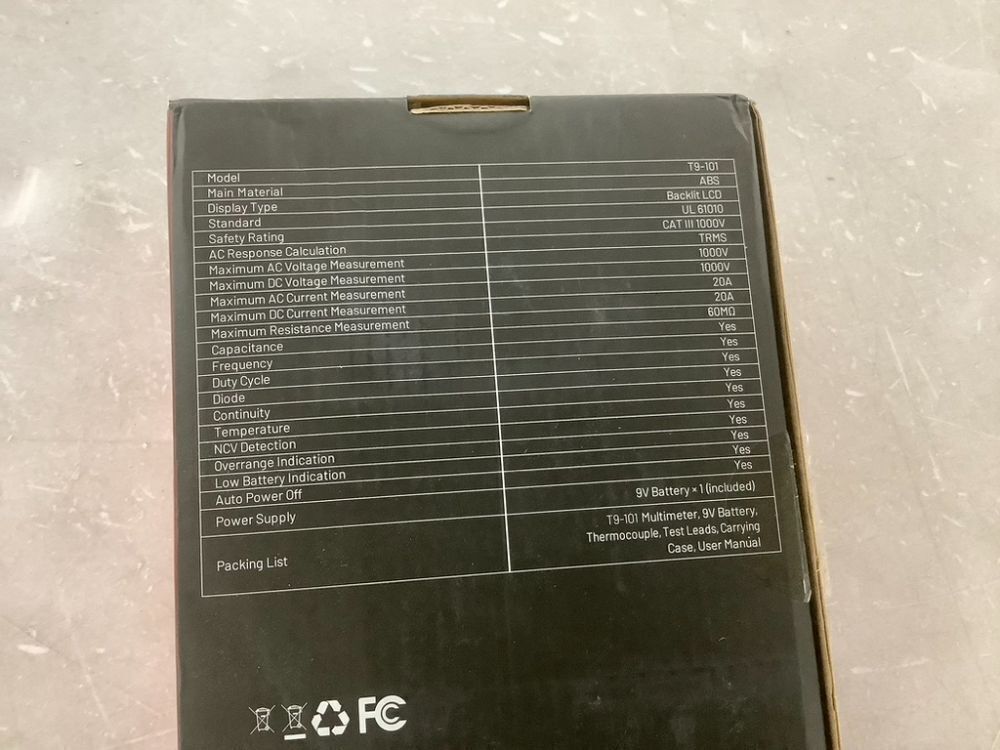 Model T9-101
Main Material ABS
Display Type Backlit LCD
Standard UL 61010
Safety Rating CAT III 1000V
AC Response Calculation TRMS
Maximum AC Voltage Measurement 1000V
Maximum DC Voltage Measurement 1000V
Maximum AC Current Measurement 20A
Maximum DC Current Measurement 20A
Maximum Resistance Measurement 60MΩ
Capacitance Yes
Frequency Yes
Duty Cycle Yes
Diode Yes
Continuity Yes
Temperature Yes
NCV Detection Yes
Overrange Indication Yes
Low Battery Indication Yes
Auto Power Off Yes
Power Supply 9V Battery × 1 (included)
Packing List T9-101 Multimeter, 9V Battery,
Thermocouple, Test Leads, Carrying
Case, User Manual
FC